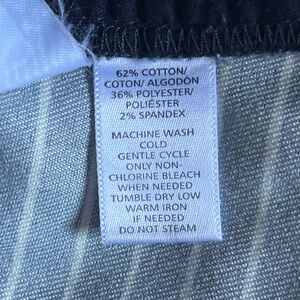 62% COTTON/
COTON/ ALGODÓN
36% POLYESTER/
POLIÉSTER
2% SPANDEX
MACHINE WASH
COLD
GENTLE CYCLE
ONLY NON-
CHLORINE BLEACH
WHEN NEEDED
TUMBLE DRY LOW
WARM IRON
IF NEEDED
DO NOT STEAM